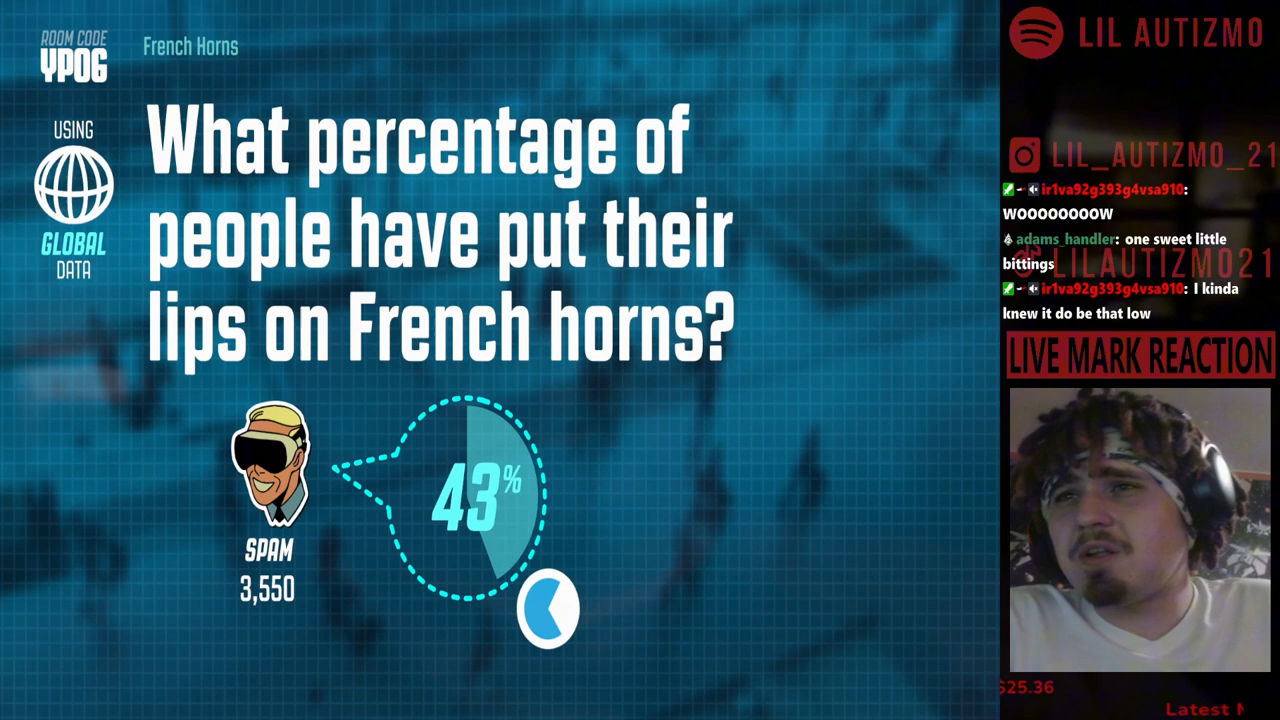 ROOM CODE
YPOG
French Horns
USING
GLOBAL
DATA
What percentage of
people have put their
lips on French horns?
43%
SPAM
3,550
LIL AUTIZMO
LIL_AUTIZMO_21
ir1va92g393g4vsa910:
WOOOOOOOOW
adams_handler: one sweet little
bittings
LILAUTIZMO21
ir1va92g393g4vsa910: I kinda
knew it do be that low
LIVE MARK REACTION
$25.36
Latest